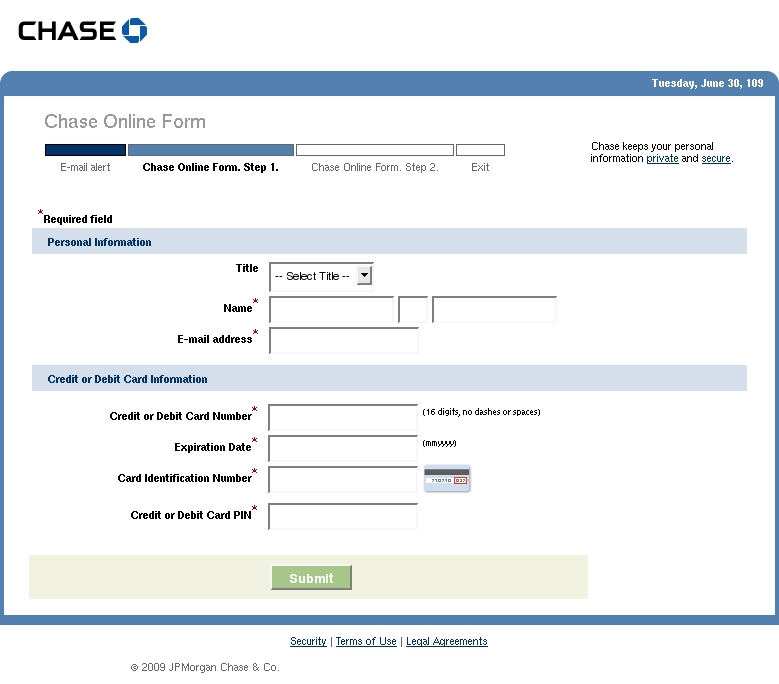 CHASE
Tuesday, June 30, 109
Chase Online Form
E-mail alert Chase Online Form. Step 1. Chase Online Form. Step 2. Exit
Chase keeps your personal
information private and secure.
*Required field
Personal Information
Title -- Select Title --
Name*
E-mail address*
Credit or Debit Card Information
Credit or Debit Card Number* (16 digits, no dashes or spaces)
Expiration Date* (mmyyyy)
Card Identification Number*
Credit or Debit Card PIN*
Submit
Security | Terms of Use | Legal Agreements
© 2009 JPMorgan Chase & Co.